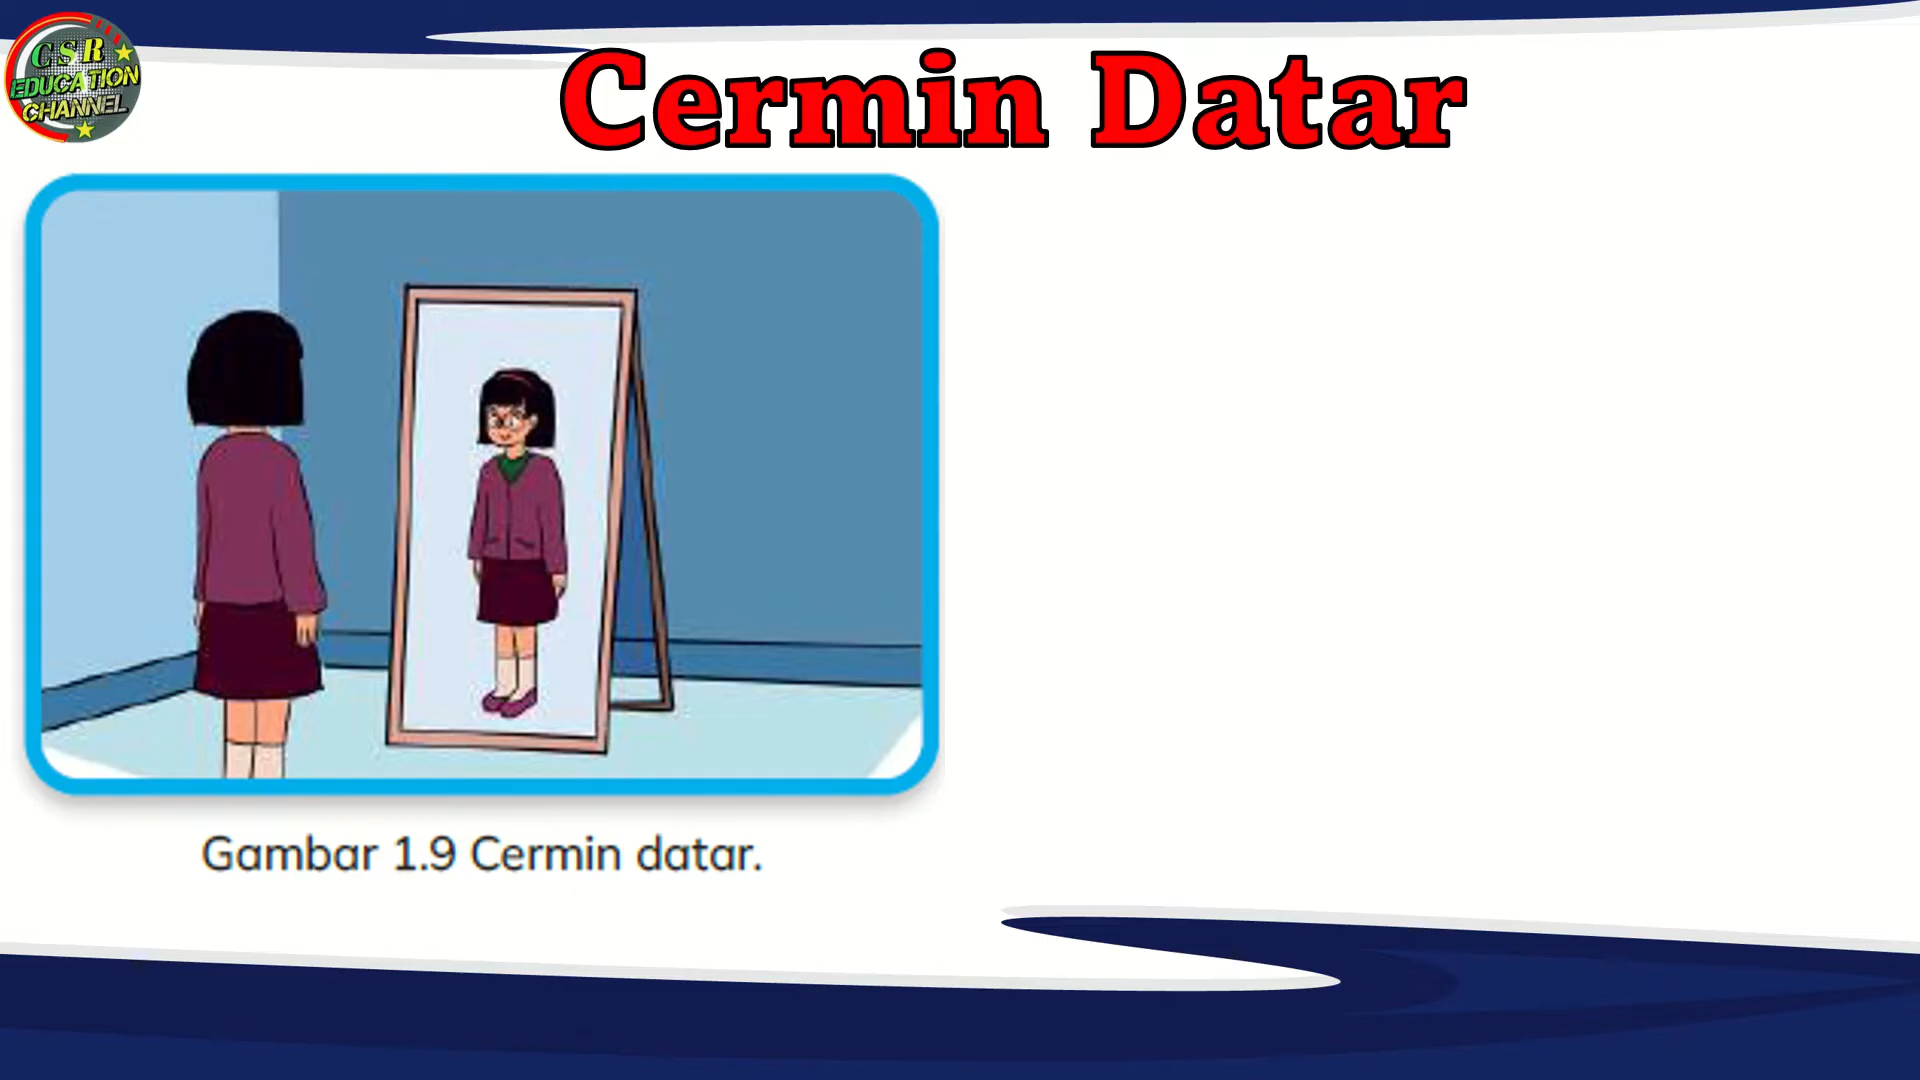 CSR
EDUCATION
CHANNEL
Cermin Datar
Gambar 1.9 Cermin datar.